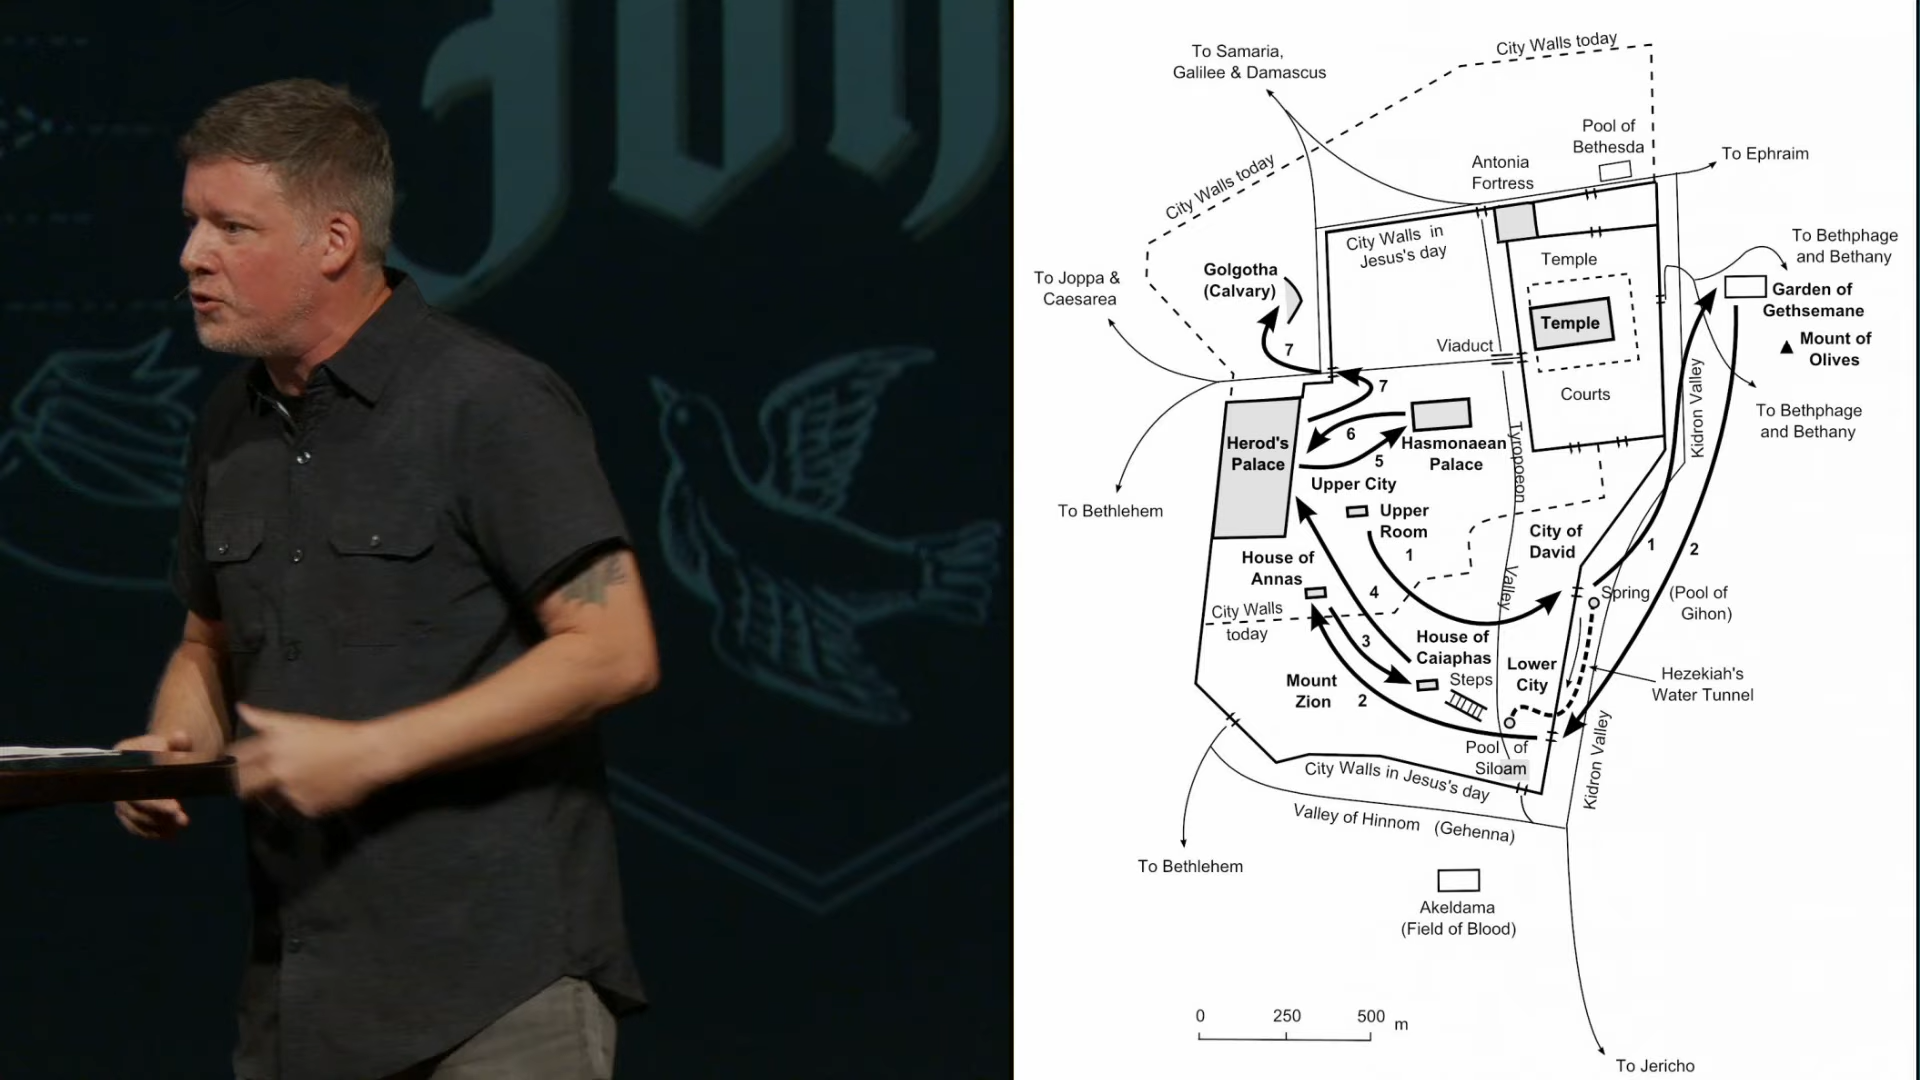 Joy
City Walls today
To Samaria,
Galilee & Damascus
Pool of
Bethesda
To Ephraim
Antonia
Fortress
City Walls today
City Walls in
Jesus's day
To Bethphage
and Bethany
Temple
Golgotha
(Calvary)
To Joppa &
Caesarea
Garden of
Gethsemane
Temple
Mount of
Olives
Viaduct
7
7
Courts
Kidron Valley
To Bethphage
and Bethany
Herod's
Palace
6
Hasmonaean
Palace
5
Tyropoeon
Upper City
To Bethlehem
Upper
Room
1
City of
David
1
2
House of
Annas
4
Valley
Spring (Pool of
Gihon)
City Walls
today
3
House of
Caiaphas
Steps
Lower
City
Hezekiah's
Water Tunnel
Mount
Zion
2
Pool of
Siloam
Kidron Valley
City Walls in Jesus's day
Valley of Hinnom (Gehenna)
To Bethlehem
Akeldama
(Field of Blood)
0 250 500 m
To Jericho